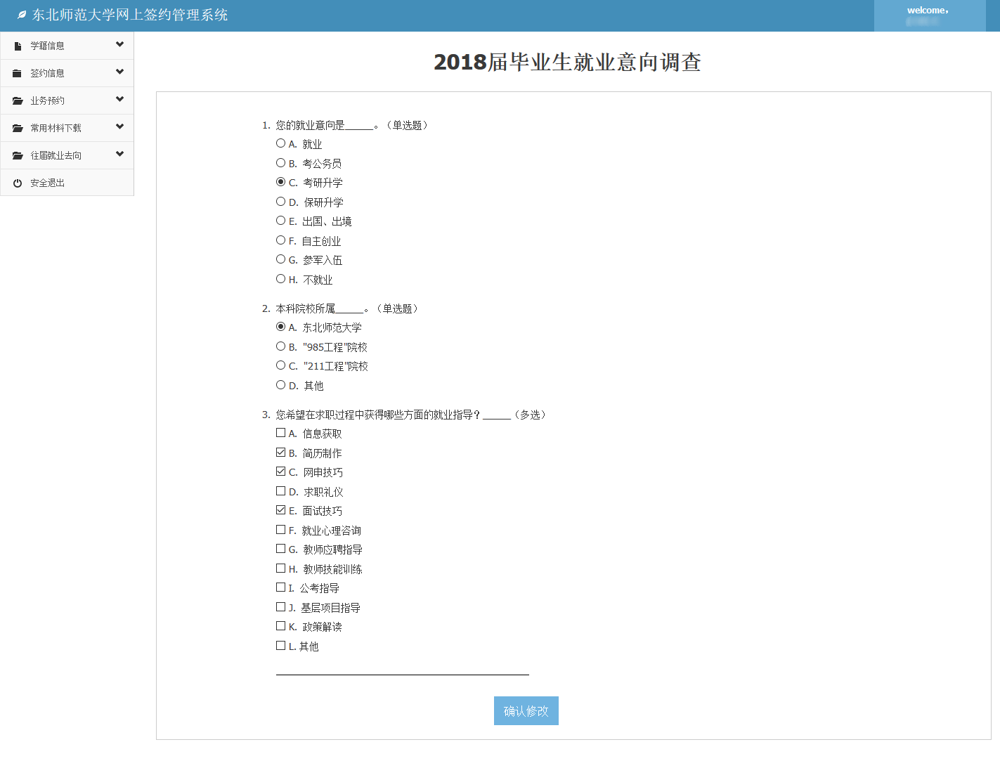 东北师范大学网上签约管理系统
welcome，
学籍信息
签约信息
业务预约
常用材料下载
往届就业去向
安全退出
2018届毕业生就业意向调查
1. 您的就业意向是______。（单选题）
A. 就业
B. 考公务员
C. 考研升学
D. 保研升学
E. 出国、出境
F. 自主创业
G. 参军入伍
H. 不就业
2. 本科院校所属______。（单选题）
A. 东北师范大学
B. "985工程"院校
C. "211工程"院校
D. 其他
3. 您希望在求职过程中获得哪些方面的就业指导？______（多选）
A. 信息获取
B. 简历制作
C. 网申技巧
D. 求职礼仪
E. 面试技巧
F. 就业心理咨询
G. 教师应聘指导
H. 教师技能训练
I. 公考指导
J. 基层项目指导
K. 政策解读
L. 其他
确认修改